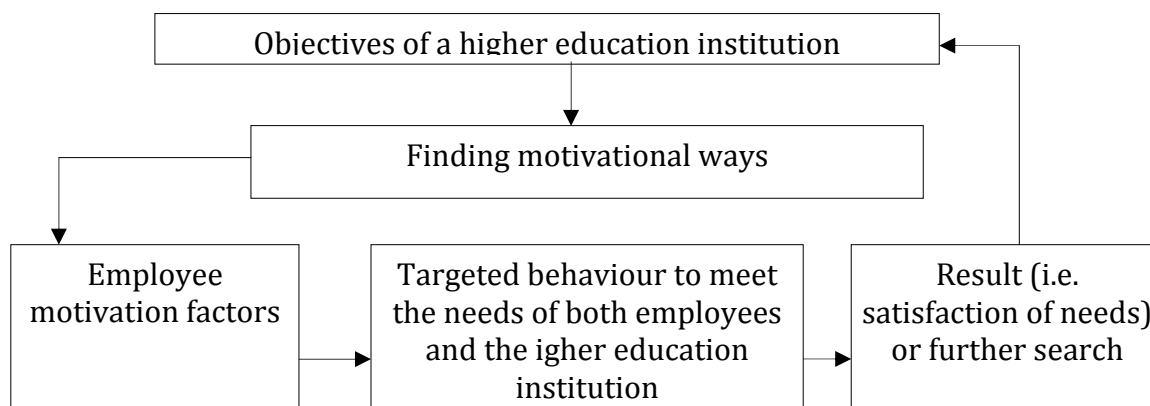 Objectives of a higher education institution
Finding motivational ways
Employee
motivation factors
Targeted behaviour to meet
the needs of both employees
and the igher education
institution
Result (i.e.
satisfaction of needs)
or further search